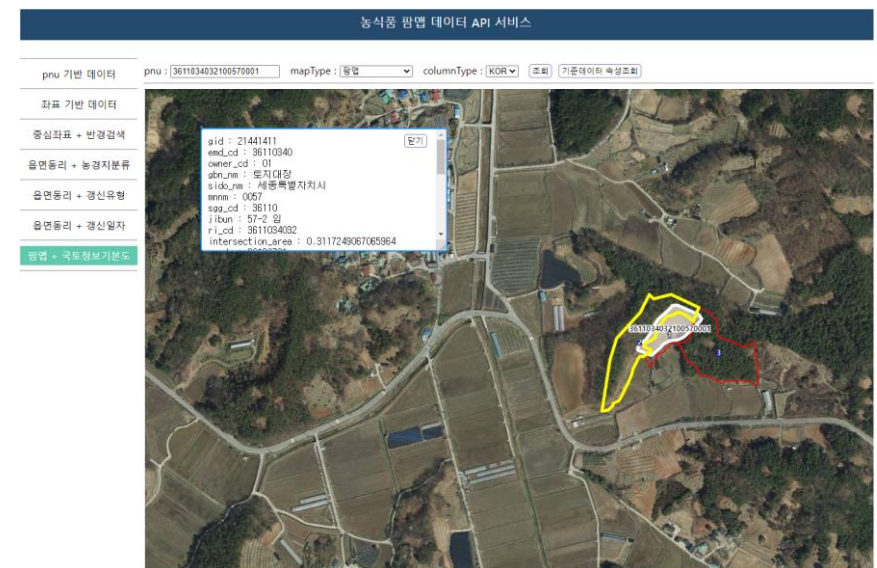 농식품 팜맵 데이터 API 서비스
pnu 기반 데이터
좌표 기반 데이터
중심좌표 + 반경검색
읍면동리 + 농경지분류
읍면동리 + 갱신유형
읍면동리 + 갱신일자
팜맵 + 국토정보기본도
pnu : 3611034032100570001 mapType : 팜맵 columnType : KOR 조회 기준데이터 속성조회
닫기
gid : 21441411
emd_cd : 36110340
owner_cd : 01
gbn_nm : 토지대장
sido_nm : 세종특별자치시
mnnm : 0057
sgg_cd : 36110
jibun : 57-2 임
ri_cd : 3611034032
intersection_area : 0.3117249067065964
3611034032100570001
3